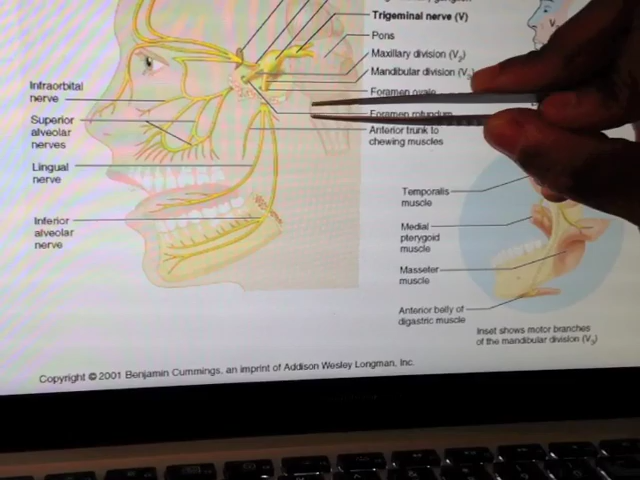 Trigeminal nerve (V)
Pons
Maxillary division (V2)
Mandibular division (V
Foramen ovale
Foramen rotundum
Anterior trunk to
chewing muscles
Infraorbital
nerve
Superior
alveolar
nerves
Lingual
nerve
Inferior
alveolar
nerve
V
Temporalis
muscle
Medial
pterygoid
muscle
Masseter
muscle
Anterior belly of
digastric muscle
Inset shows motor branches
of the mandibular division (V3)
Copyright © 2001 Benjamin Cummings, an imprint of Addison Wesley Longman, Inc.